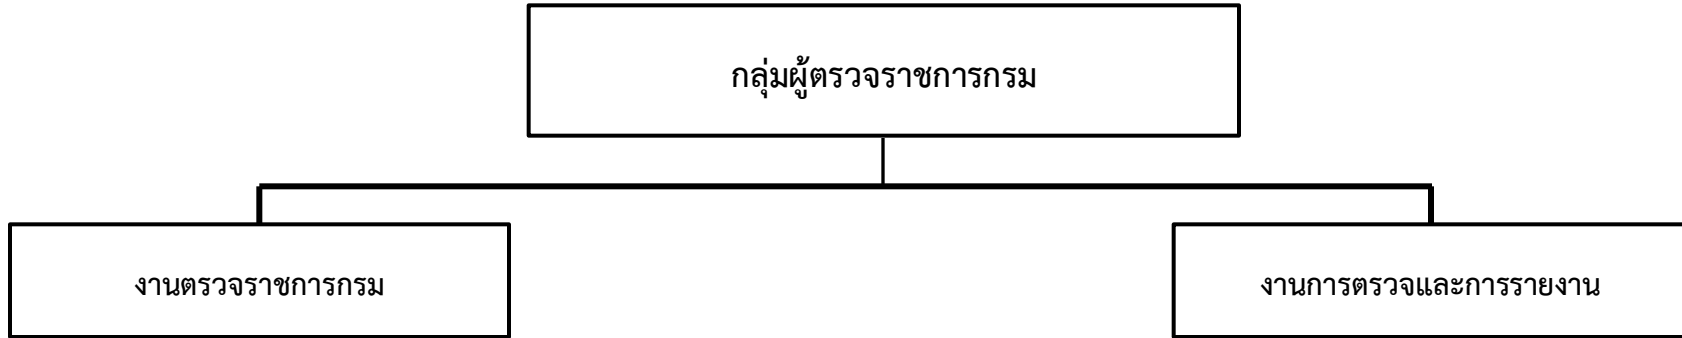 กลุ่มผู้ตรวจราชการกรม
งานตรวจราชการกรม
งานการตรวจและการรายงาน